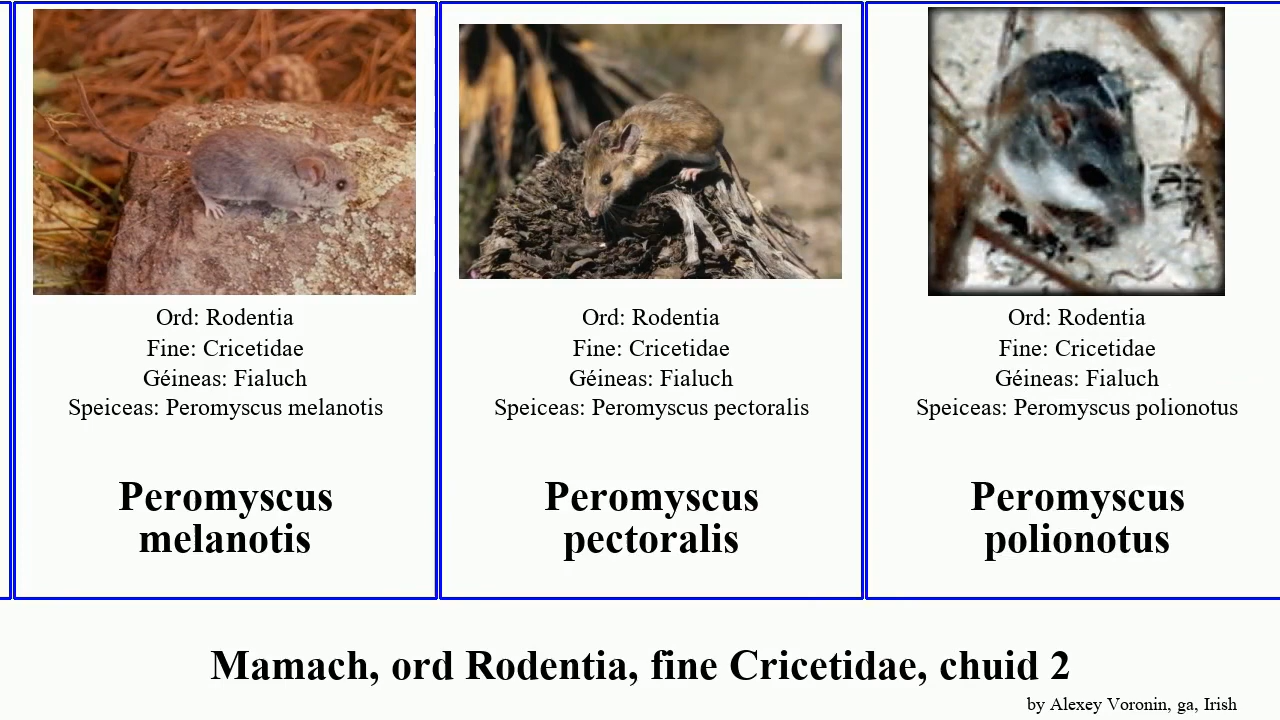 Ord: Rodentia
Fine: Cricetidae
Géineas: Fialuch
Speiceas: Peromyscus melanotis
Peromyscus
melanotis
Ord: Rodentia
Fine: Cricetidae
Géineas: Fialuch
Speiceas: Peromyscus pectoralis
Peromyscus
pectoralis
Ord: Rodentia
Fine: Cricetidae
Géineas: Fialuch
Speiceas: Peromyscus polionotus
Peromyscus
polionotus
Mamach, ord Rodentia, fine Cricetidae, chuid 2
by Alexey Voronin, ga, Irish